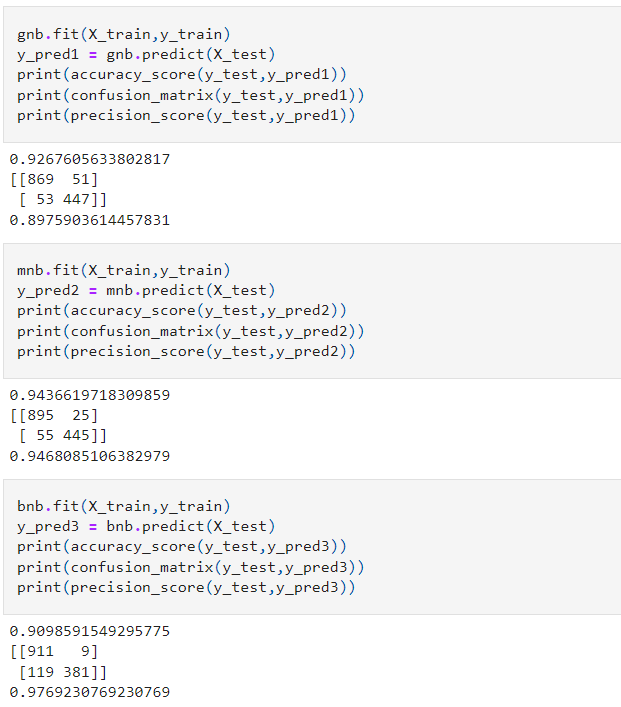 gnb.fit(X_train,y_train)
y_pred1 = gnb.predict(X_test)
print(accuracy_score(y_test,y_pred1))
print(confusion_matrix(y_test,y_pred1))
print(precision_score(y_test,y_pred1))
0.9267605633802817
[[869  51]
 [ 53 447]]
0.8975903614457831
mnb.fit(X_train,y_train)
y_pred2 = mnb.predict(X_test)
print(accuracy_score(y_test,y_pred2))
print(confusion_matrix(y_test,y_pred2))
print(precision_score(y_test,y_pred2))
0.9436619718309859
[[895  25]
 [ 55 445]]
0.9468085106382979
bnb.fit(X_train,y_train)
y_pred3 = bnb.predict(X_test)
print(accuracy_score(y_test,y_pred3))
print(confusion_matrix(y_test,y_pred3))
print(precision_score(y_test,y_pred3))
0.9098591549295775
[[911   9]
 [119 381]]
0.9769230769230769